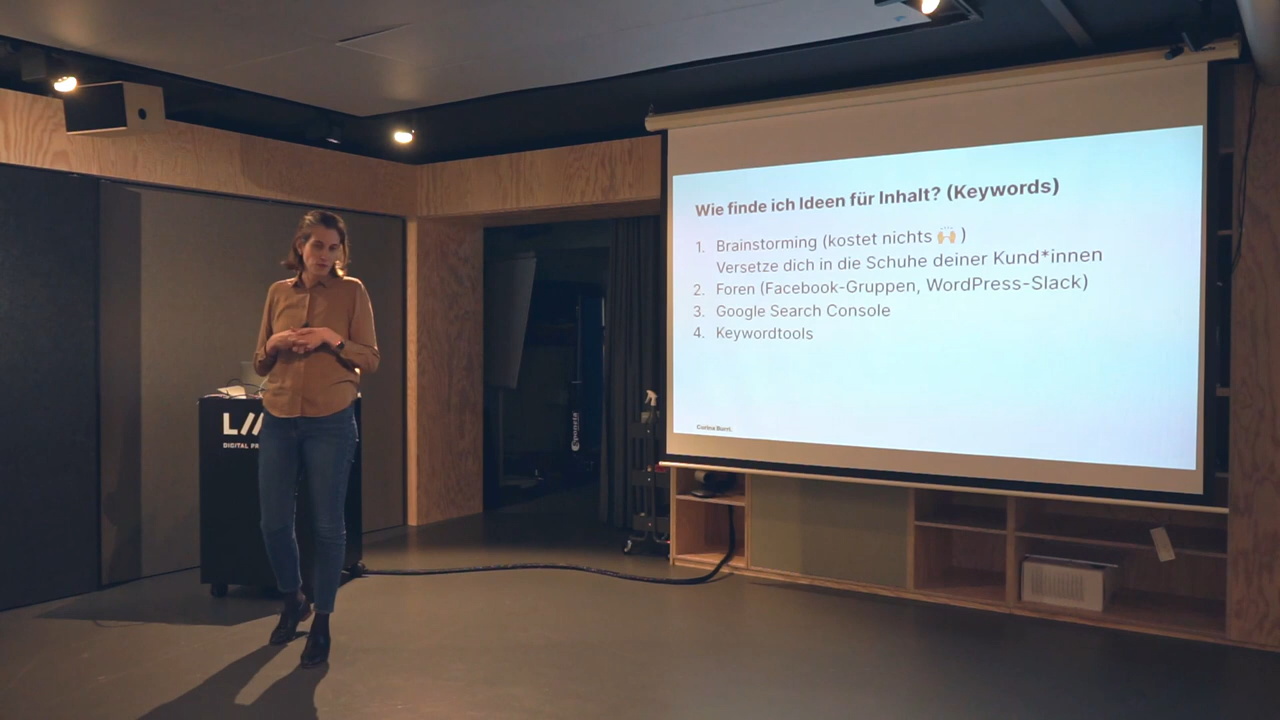 Wie finde ich Ideen für Inhalt? (Keywords)
1. Brainstorming (kostet nichts 🙌)
Versetze dich in die Schuhe deiner Kund*innen
2. Foren (Facebook-Gruppen, WordPress-Slack)
3. Google Search Console
4. Keywordtools
Corina Burri.
DIGITAL